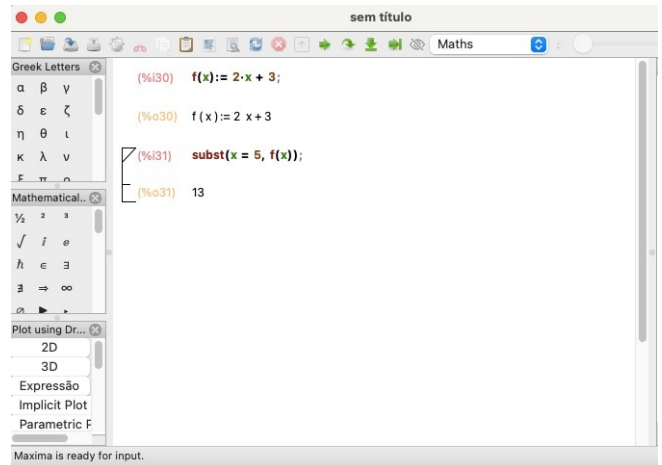 sem título
Maths
Greek Letters
α β γ
δ ε ζ
η θ ι
κ λ ν
ξ π ο
Mathematical..
½ ² ³
√ i e
ħ ∈ ∃
∄ ⇒ ∞
Plot using Dr...
2D
3D
Expressão
Implicit Plot
Parametric P
(%i30) f(x):= 2·x + 3;
(%o30) f(x):=2 x+3
(%i31) subst(x = 5, f(x));
(%o31) 13
Maxima is ready for input.